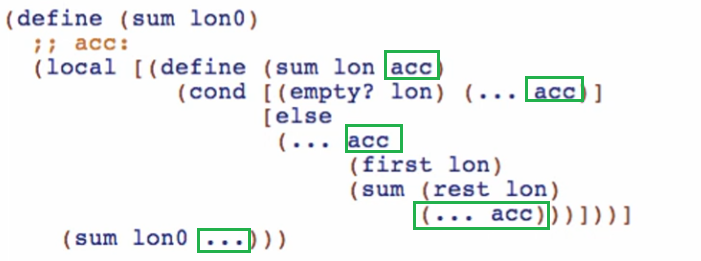 (define (sum lon0)
;; acc:
(local [(define (sum lon acc)
(cond [(empty? lon) (... acc)]
[else
(... acc
(first lon)
(sum (rest lon)
(... acc)))]))]
(sum lon0 ...)))